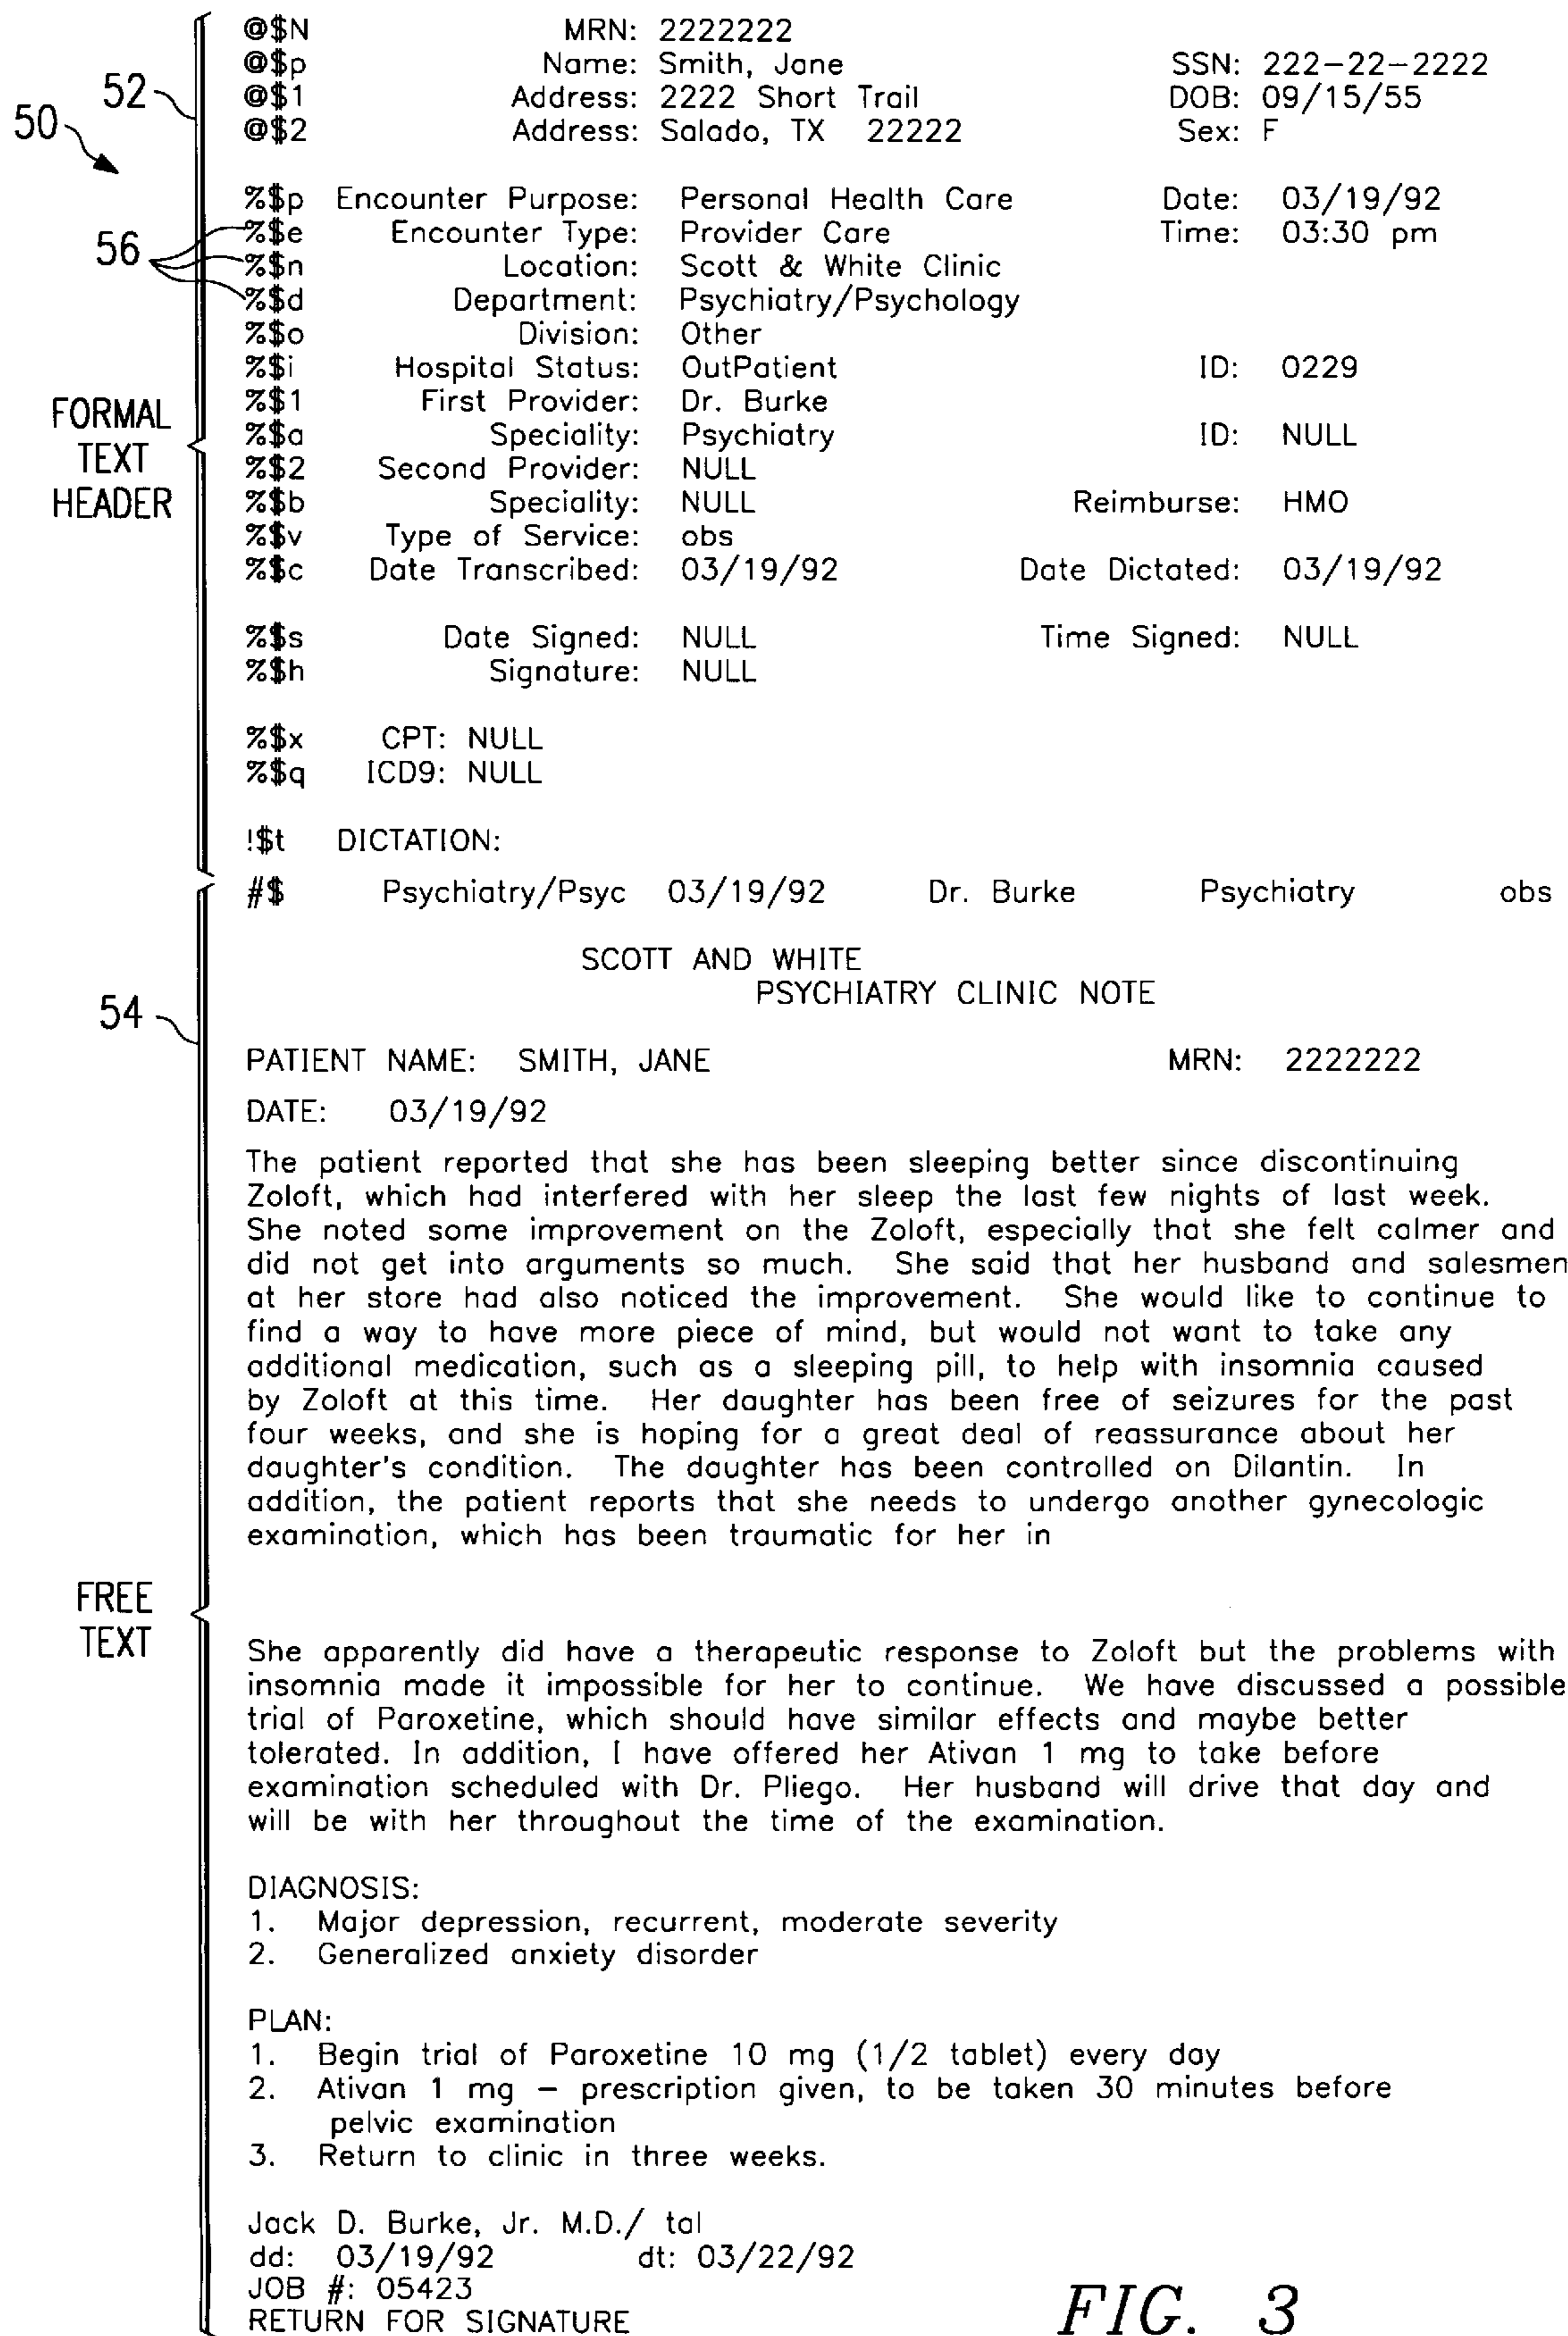 @$N MRN: 2222222
@$p Name: Smith, Jane SSN: 222-22-2222
52 @$1 Address: 2222 Short Trail DOB: 09/15/55
50 @$2 Address: Salado, TX 22222 Sex: F
%$p Encounter Purpose: Personal Health Care Date: 03/19/92
%$e Encounter Type: Provider Care Time: 03:30 pm
56 %$n Location: Scott & White Clinic
%$d Department: Psychiatry/Psychology
%$o Division: Other
%$i Hospital Status: OutPatient ID: 0229
%$1 First Provider: Dr. Burke
FORMAL
TEXT
HEADER
%$a Speciality: Psychiatry ID: NULL
%$2 Second Provider: NULL
%$b Speciality: NULL Reimburse: HMO
%$v Type of Service: obs
%$c Date Transcribed: 03/19/92 Date Dictated: 03/19/92
%$s Date Signed: NULL Time Signed: NULL
%$h Signature: NULL
%$x CPT: NULL
%$q ICD9: NULL
!$t DICTATION:
#$ Psychiatry/Psyc 03/19/92 Dr. Burke Psychiatry obs
SCOTT AND WHITE
PSYCHIATRY CLINIC NOTE
54
PATIENT NAME: SMITH, JANE MRN: 2222222
DATE: 03/19/92
The patient reported that she has been sleeping better since discontinuing
Zoloft, which had interfered with her sleep the last few nights of last week.
She noted some improvement on the Zoloft, especially that she felt calmer and
did not get into arguments so much. She said that her husband and salesmen
at her store had also noticed the improvement. She would like to continue to
find a way to have more piece of mind, but would not want to take any
additional medication, such as a sleeping pill, to help with insomnia caused
by Zoloft at this time. Her daughter has been free of seizures for the past
four weeks, and she is hoping for a great deal of reassurance about her
daughter's condition. The daughter has been controlled on Dilantin. In
addition, the patient reports that she needs to undergo another gynecologic
examination, which has been traumatic for her in
FREE
TEXT
She apparently did have a therapeutic response to Zoloft but the problems with
insomnia made it impossible for her to continue. We have discussed a possible
trial of Paroxetine, which should have similar effects and maybe better
tolerated. In addition, I have offered her Ativan 1 mg to take before
examination scheduled with Dr. Pliego. Her husband will drive that day and
will be with her throughout the time of the examination.
DIAGNOSIS:
1. Major depression, recurrent, moderate severity
2. Generalized anxiety disorder
PLAN:
1. Begin trial of Paroxetine 10 mg (1/2 tablet) every day
2. Ativan 1 mg – prescription given, to be taken 30 minutes before
pelvic examination
3. Return to clinic in three weeks.
Jack D. Burke, Jr. M.D./ tal
dd: 03/19/92 dt: 03/22/92
JOB #: 05423
RETURN FOR SIGNATURE
FIG. 3